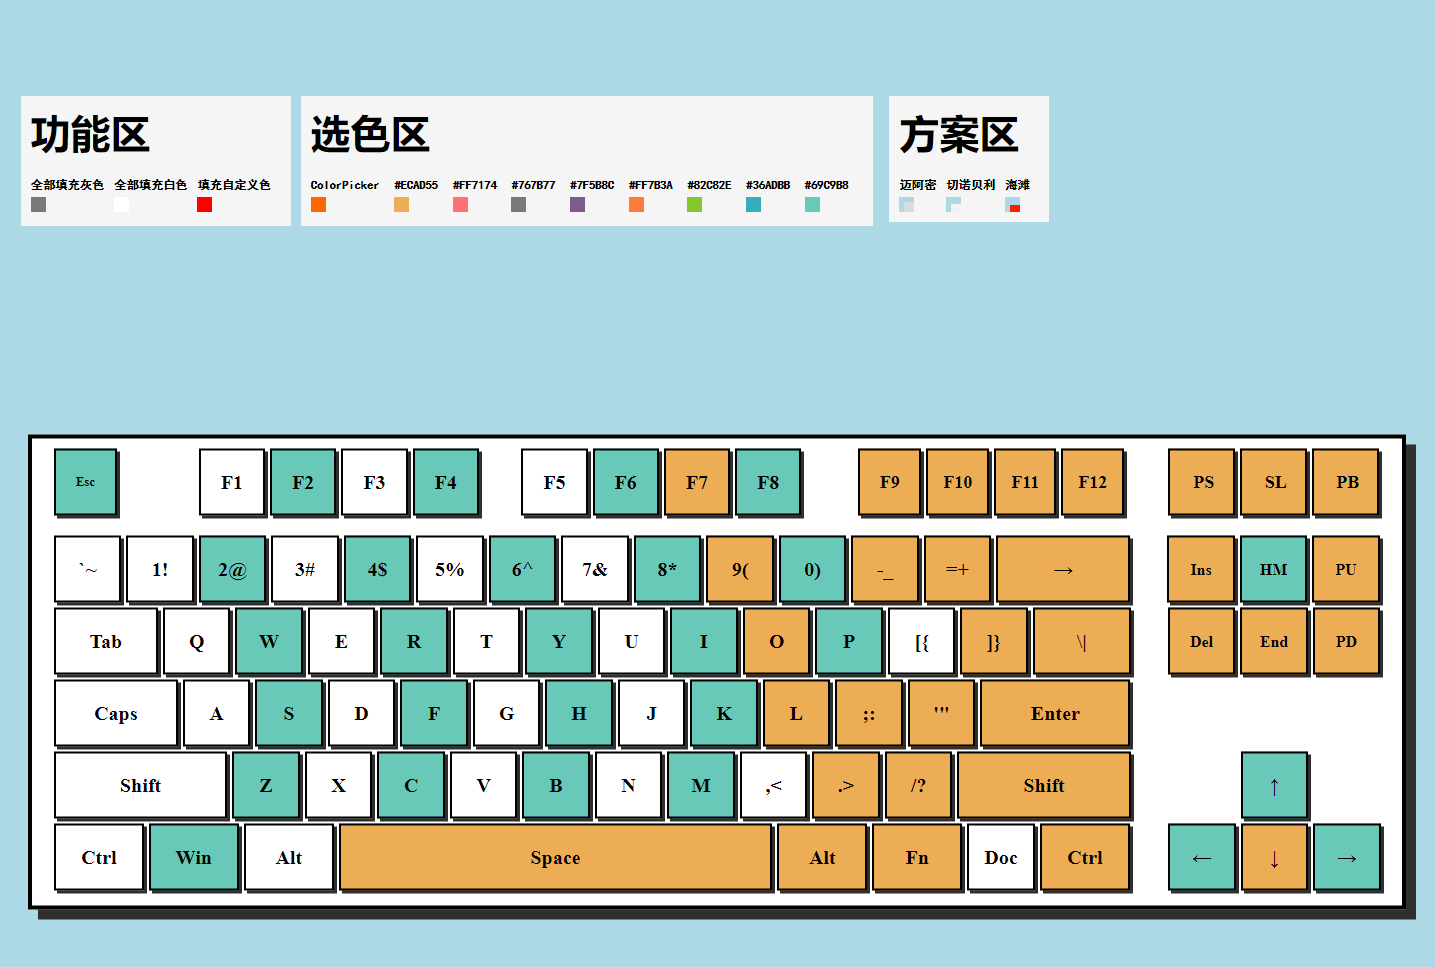 功能区 选色区 方案区
全部填充灰色 全部填充白色 填充自定义色 ColorPicker #ECAD55 #FF7174 #767B77 #7F5B8C #FF7B3A #82C82E #36ADBB #69C9B8 迈阿密 切诺贝利 海滩
Esc F1 F2 F3 F4 F5 F6 F7 F8 F9 F10 F11 F12 PS SL PB
`~ 1! 2@ 3# 4$ 5% 6^ 7& 8* 9( 0) -_ =+ → Ins HM PU
Tab Q W E R T Y U I O P [{ ]} \| Del End PD
Caps A S D F G H J K L ;: '" Enter
Shift Z X C V B N M ,< .> /? Shift ↑
Ctrl Win Alt Space Alt Fn Doc Ctrl ← ↓ →